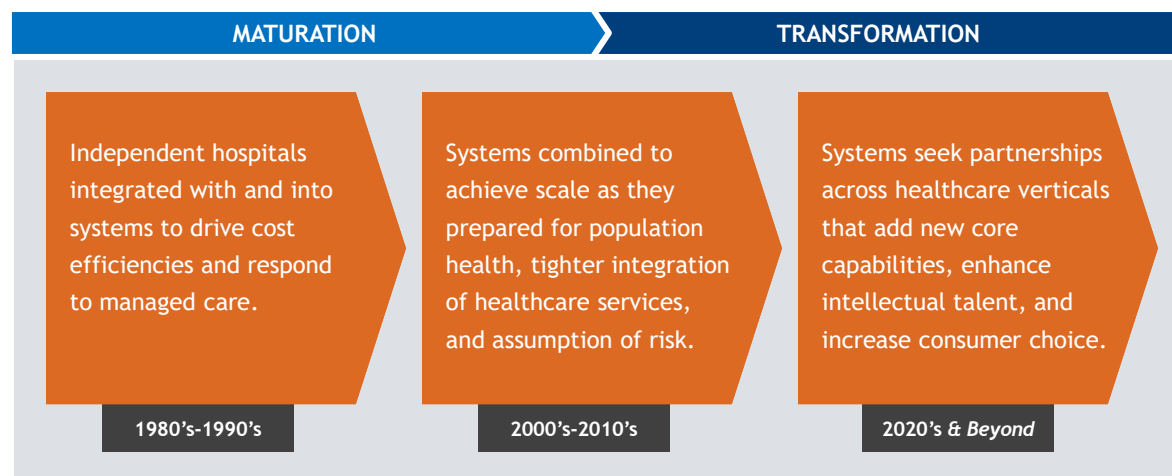 MATURATION
TRANSFORMATION
Independent hospitals
integrated with and into
systems to drive cost
efficiencies and respond
to managed care.
1980’s-1990’s
Systems combined to
achieve scale as they
prepared for population
health, tighter integration
of healthcare services,
and assumption of risk.
2000’s-2010’s
Systems seek partnerships
across healthcare verticals
that add new core
capabilities, enhance
intellectual talent, and
increase consumer choice.
2020’s & Beyond